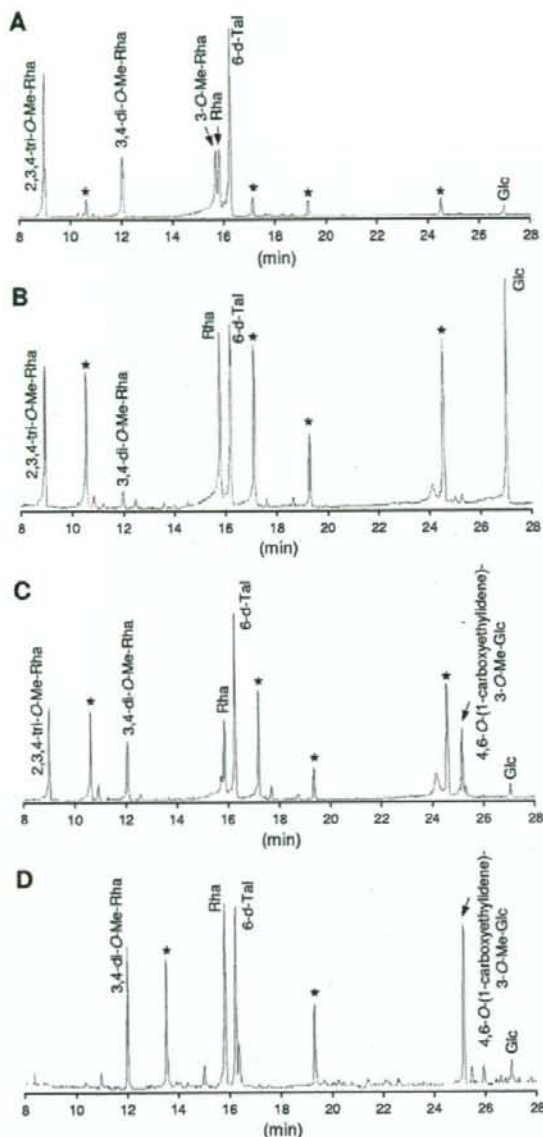 A
2,3,4-tri-O-Me-Rha
*
3,4-di-O-Me-Rha
3-O-Me-Rha
Rha
6-d-Tal
*
*
*
Glc
8 10 12 14 16 18 20 22 24 26 28
(min)
B
2,3,4-tri-O-Me-Rha
*
3,4-di-O-Me-Rha
Rha
6-d-Tal
*
*
*
Glc
8 10 12 14 16 18 20 22 24 26 28
(min)
C
2,3,4-tri-O-Me-Rha
*
3,4-di-O-Me-Rha
Rha
6-d-Tal
*
*
*
4,6-O-(1-carboxyethylidene)-
3-O-Me-Glc
Glc
8 10 12 14 16 18 20 22 24 26 28
(min)
D
3,4-di-O-Me-Rha
*
Rha
6-d-Tal
*
4,6-O-(1-carboxyethylidene)-
3-O-Me-Glc
Glc
8 10 12 14 16 18 20 22 24 26 28
(min)